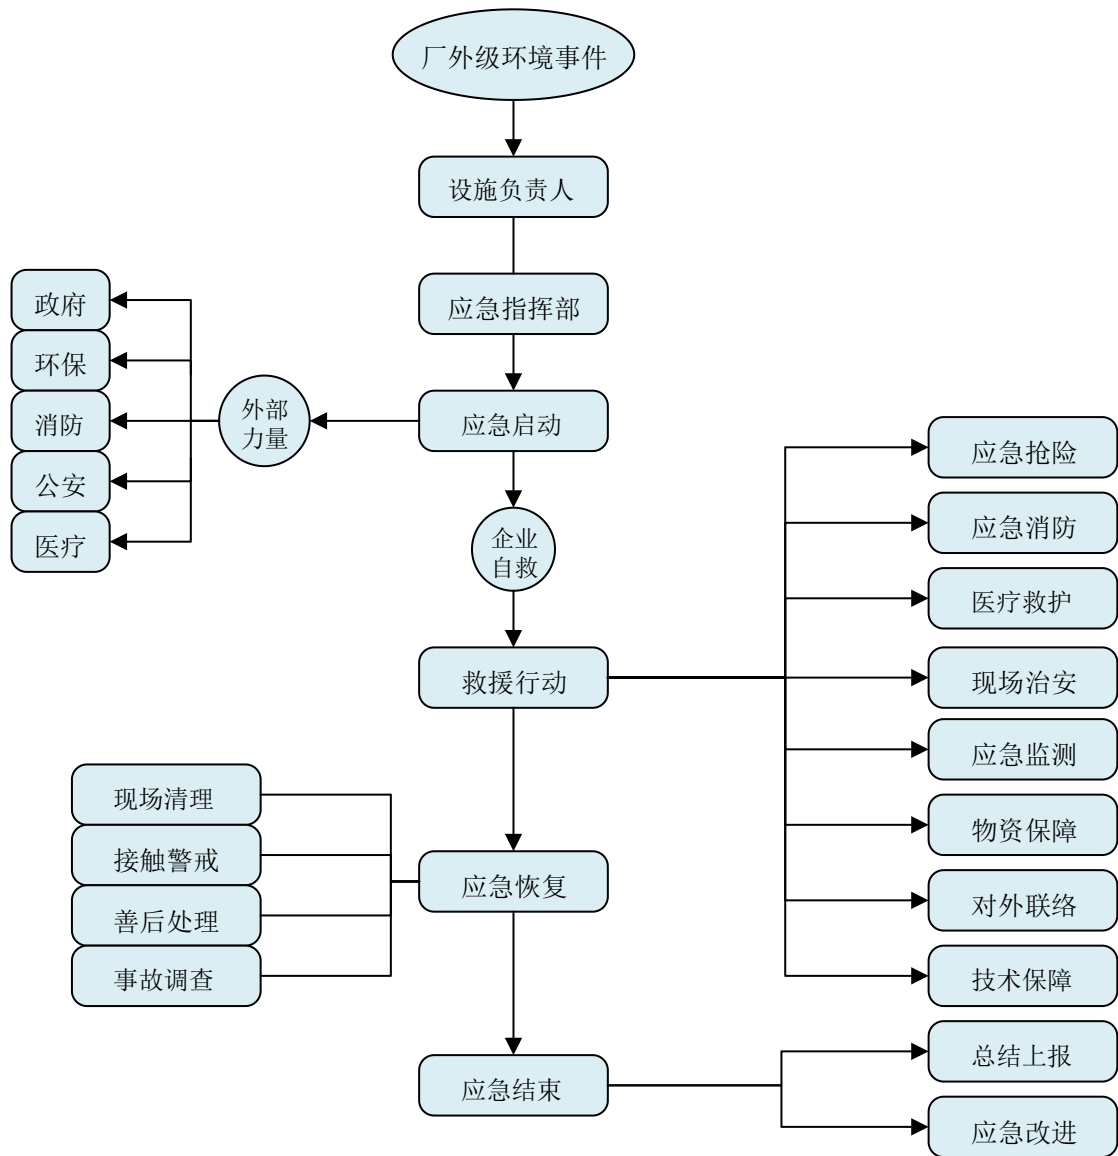 厂外级环境事件
设施负责人
应急指挥部
应急启动
外部
力量
政府
环保
消防
公安
医疗
企业
自救
救援行动
应急抢险
应急消防
医疗救护
现场治安
应急监测
物资保障
对外联络
技术保障
应急恢复
现场清理
接触警戒
善后处理
事故调查
应急结束
总结上报
应急改进